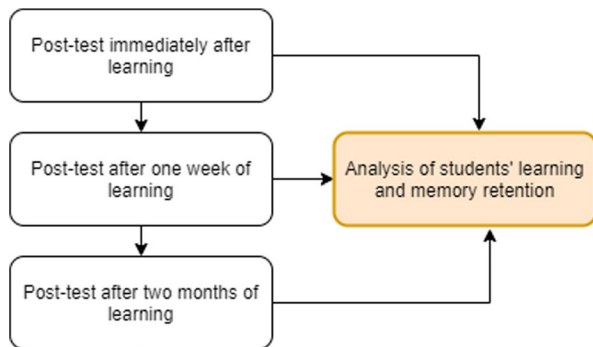 Post-test immediately after
learning
Post-test after one week of
learning
Analysis of students' learning
and memory retention
Post-test after two months of
learning